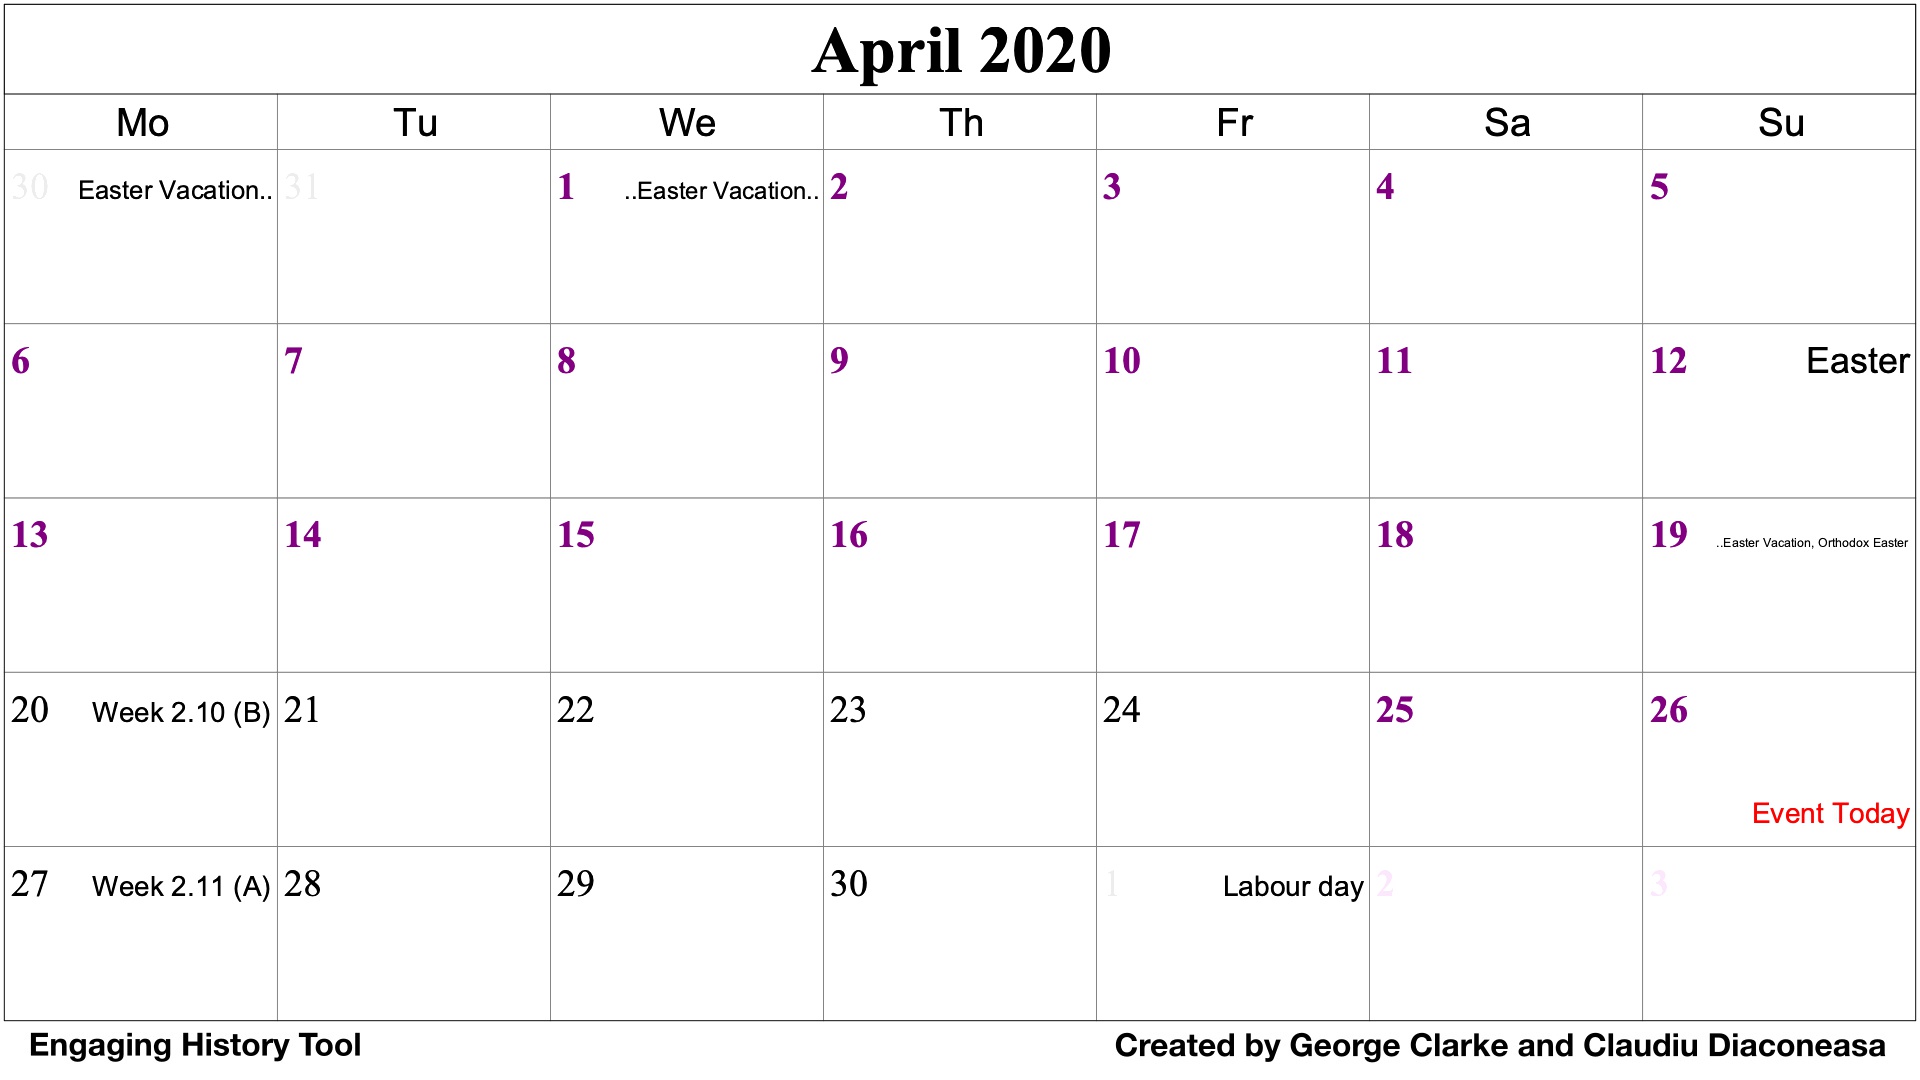 April 2020
Mo Tu We Th Fr Sa Su
30 Easter Vacation.. 31 1 ..Easter Vacation.. 2 3 4 5
6 7 8 9 10 11 12 Easter
13 14 15 16 17 18 19 ..Easter Vacation, Orthodox Easter
20 Week 2.10 (B) 21 22 23 24 25 26
Event Today
27 Week 2.11 (A) 28 29 30 1 Labour day 2 3
Engaging History Tool Created by George Clarke and Claudiu Diaconeasa